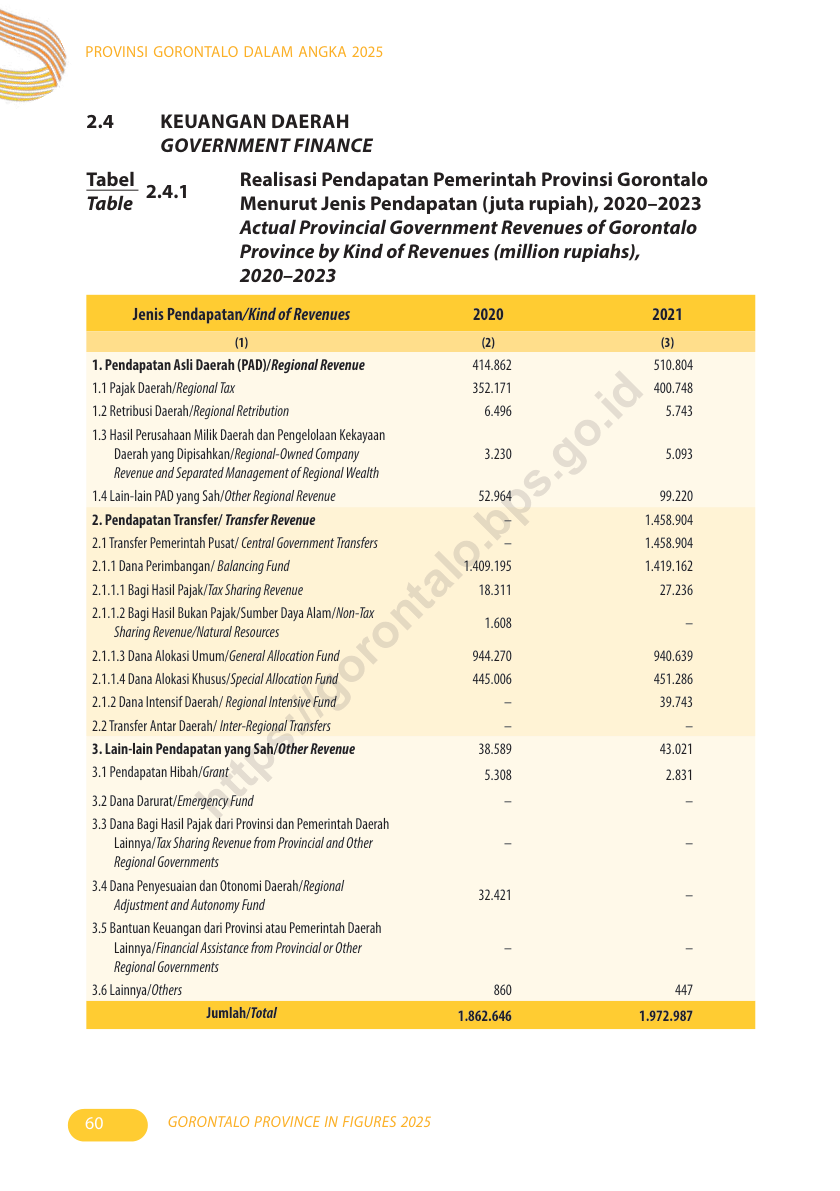 PROVINSI GORONTALO DALAM ANGKA 2025
2.4 KEUANGAN DAERAH
GOVERNMENT FINANCE
Tabel
Table
2.4.1
Realisasi Pendapatan Pemerintah Provinsi Gorontalo
Menurut Jenis Pendapatan (juta rupiah), 2020–2023
Actual Provincial Government Revenues of Gorontalo
Province by Kind of Revenues (million rupiahs),
2020–2023
Jenis Pendapatan/Kind of Revenues 2020 2021
(1) (2) (3)
1. Pendapatan Asli Daerah (PAD)/Regional Revenue 414.862 510.804
1.1 Pajak Daerah/Regional Tax 352.171 400.748
1.2 Retribusi Daerah/Regional Retribution 6.496 5.743
1.3 Hasil Perusahaan Milik Daerah dan Pengelolaan Kekayaan
Daerah yang Dipisahkan/Regional-Owned Company 3.230 5.093
Revenue and Separated Management of Regional Wealth
1.4 Lain-lain PAD yang Sah/Other Regional Revenue 52.964 99.220
2. Pendapatan Transfer/ Transfer Revenue – 1.458.904
2.1 Transfer Pemerintah Pusat/ Central Government Transfers – 1.458.904
2.1.1 Dana Perimbangan/ Balancing Fund 1.409.195 1.419.162
2.1.1.1 Bagi Hasil Pajak/Tax Sharing Revenue 18.311 27.236
2.1.1.2 Bagi Hasil Bukan Pajak/Sumber Daya Alam/Non-Tax
Sharing Revenue/Natural Resources 1.608 –
2.1.1.3 Dana Alokasi Umum/General Allocation Fund 944.270 940.639
2.1.1.4 Dana Alokasi Khusus/Special Allocation Fund 445.006 451.286
2.1.2 Dana Intensif Daerah/ Regional Intensive Fund – 39.743
2.2 Transfer Antar Daerah/ Inter-Regional Transfers – –
3. Lain-lain Pendapatan yang Sah/Other Revenue 38.589 43.021
3.1 Pendapatan Hibah/Grant 5.308 2.831
3.2 Dana Darurat/Emergency Fund – –
3.3 Dana Bagi Hasil Pajak dari Provinsi dan Pemerintah Daerah
Lainnya/Tax Sharing Revenue from Provincial and Other – –
Regional Governments
3.4 Dana Penyesuaian dan Otonomi Daerah/Regional
Adjustment and Autonomy Fund 32.421 –
3.5 Bantuan Keuangan dari Provinsi atau Pemerintah Daerah
Lainnya/Financial Assistance from Provincial or Other – –
Regional Governments
3.6 Lainnya/Others 860 447
Jumlah/Total 1.862.646 1.972.987
https://gorontalo.bps.go.id
60 GORONTALO PROVINCE IN FIGURES 2025